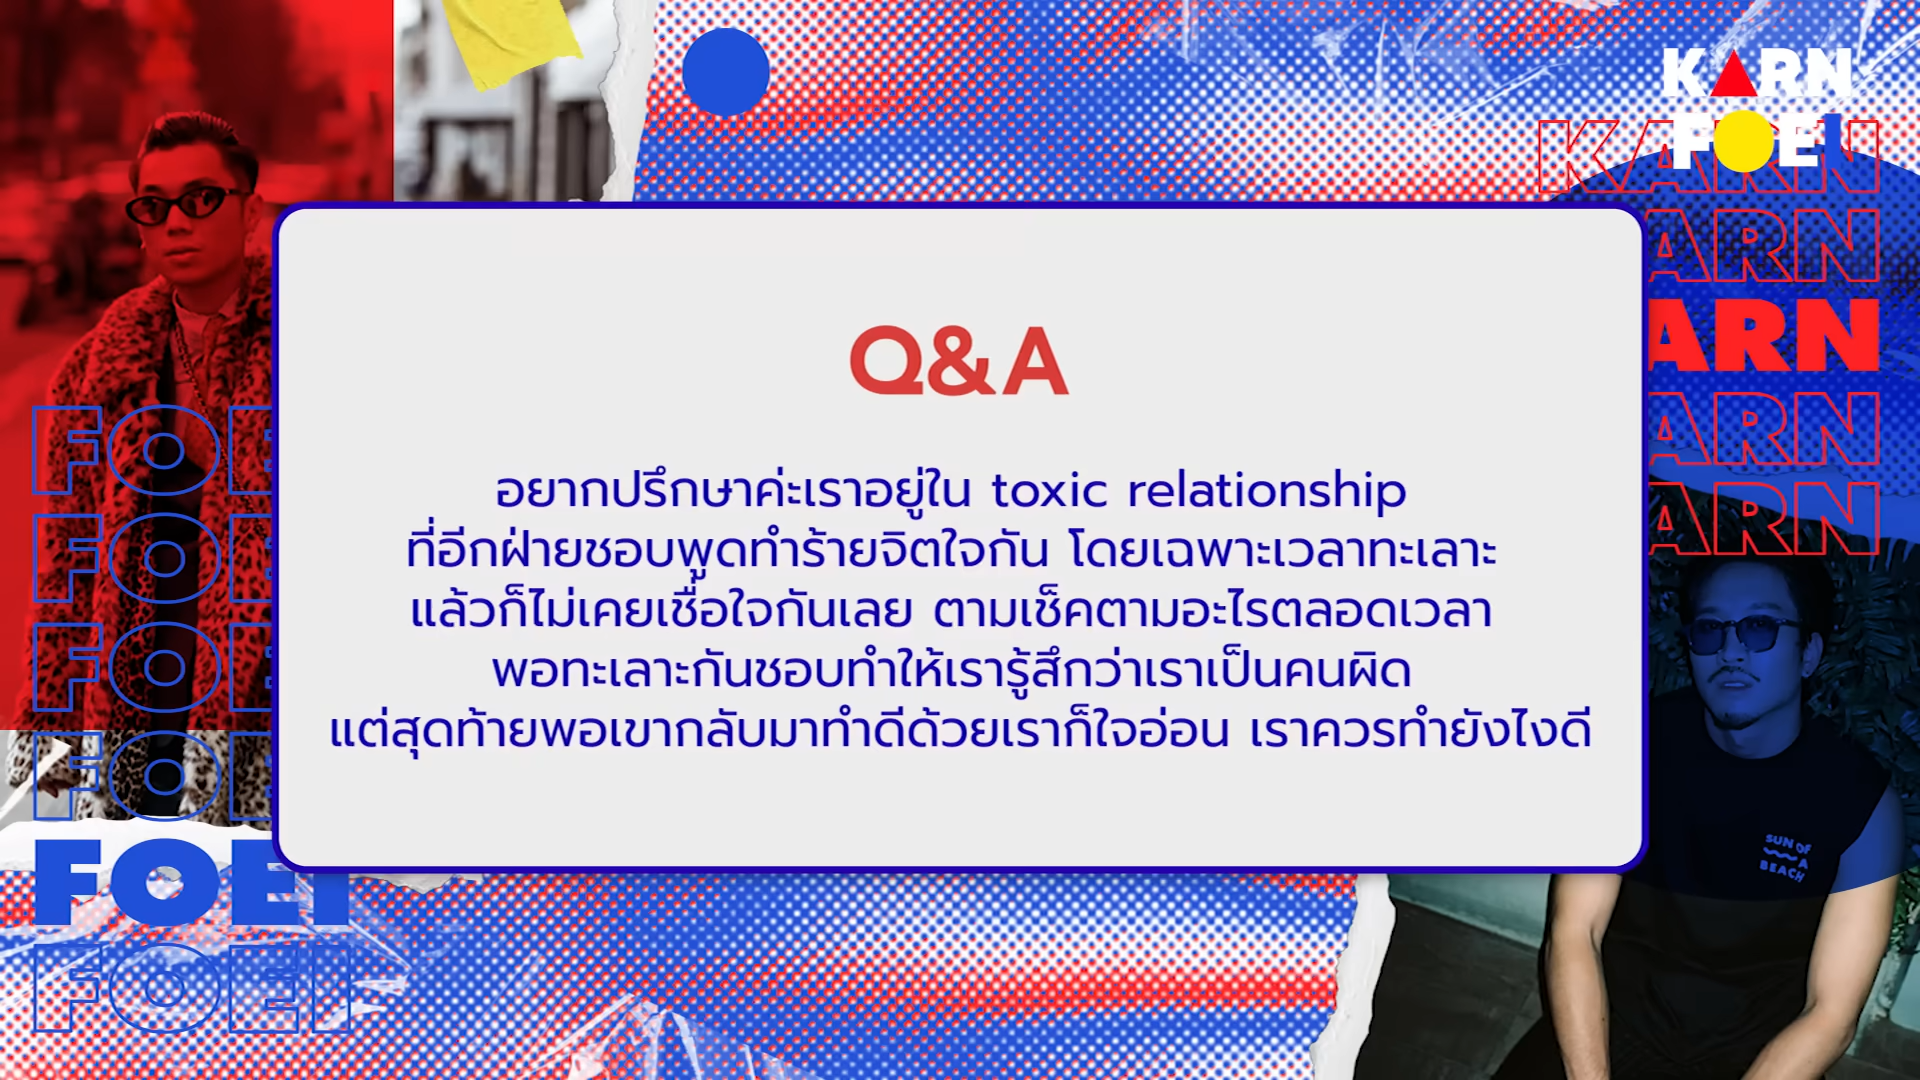 KARN
FOEI
KARN
ARN
ARN
ARN
ARN
Q&A
อยากปรึกษาค่ะเราอยู่ใน toxic relationship
ที่อีกฝ่ายชอบพูดทำร้ายจิตใจกัน โดยเฉพาะเวลาทะเลาะ
แล้วก็ไม่เคยเชื่อใจกันเลย ตามเช็คตามอะไรตลอดเวลา
พอทะเลาะกันชอบทำให้เรารู้สึกว่าเราเป็นคนผิด
แต่สุดท้ายพอเขากลับมาทำดีด้วยเราก็ใจอ่อน เราควรทำยังไงดี
FOE
FOE
FOE
FOE
FOEI
FOEI
SUN OF
A
BEACH